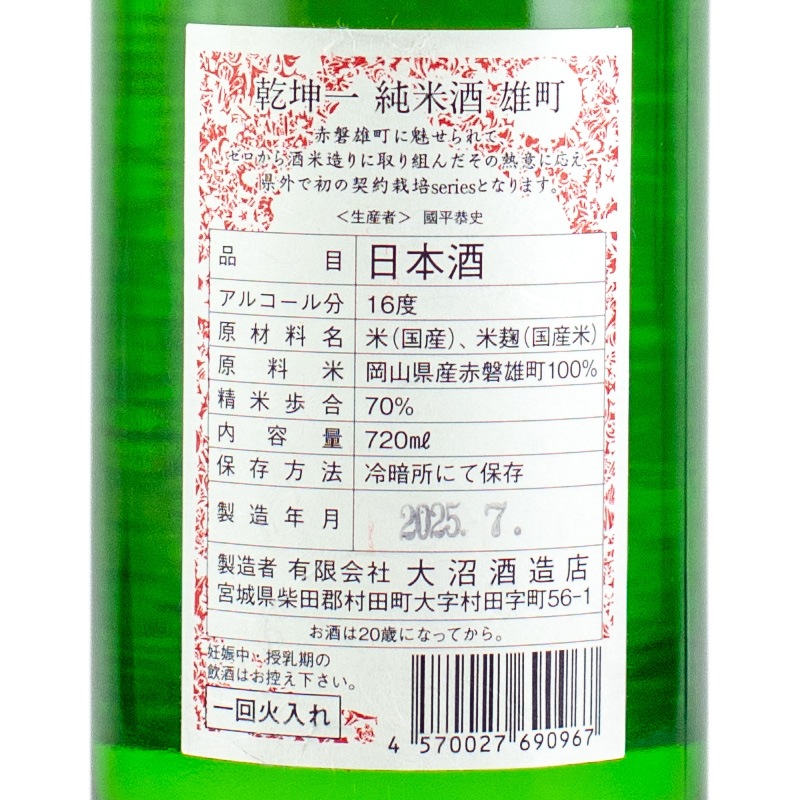 乾坤一 純米酒 雄町
赤磐雄町に魅せられて
ゼロから酒米造りに取り組んだその熱意に応え
県外で初の契約栽培seriesとなります。
＜生産者＞ 國平恭史
品目 日本酒
アルコール分 16度
原材料名 米(国産)、米麹(国産米)
原料米 岡山県産赤磐雄町100%
精米歩合 70%
内容量 720㎖
保存方法 冷暗所にて保存
製造年月 2025. 7.
製造者 有限会社 大沼酒造店
宮城県柴田郡村田町大字村田字町56-1
お酒は20歳になってから。
妊娠中、授乳期の
飲酒はお控え下さい。
一回火入れ
4 570027 690967